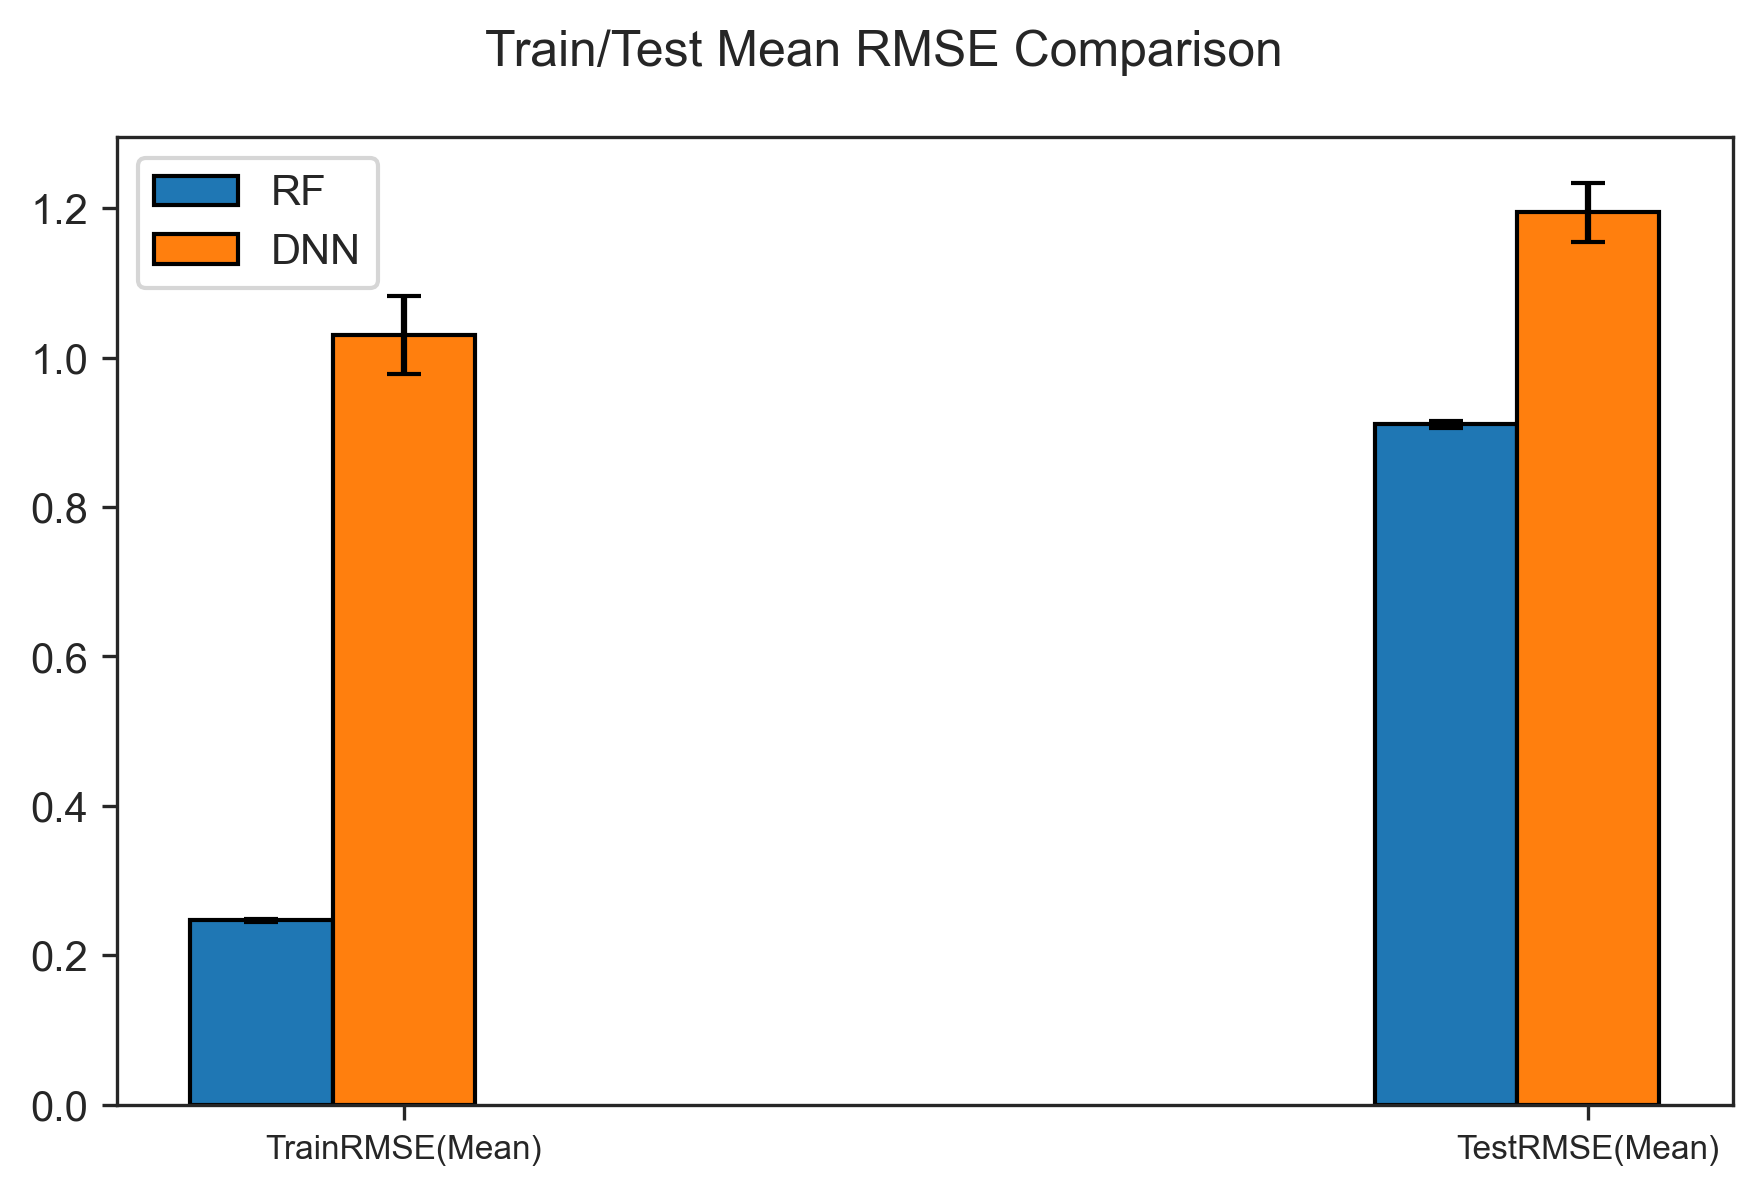 Train/Test Mean RMSE Comparison
RF
DNN
1.2
1.0
0.8
0.6
0.4
0.2
0.0
TrainRMSE(Mean)
TestRMSE(Mean)